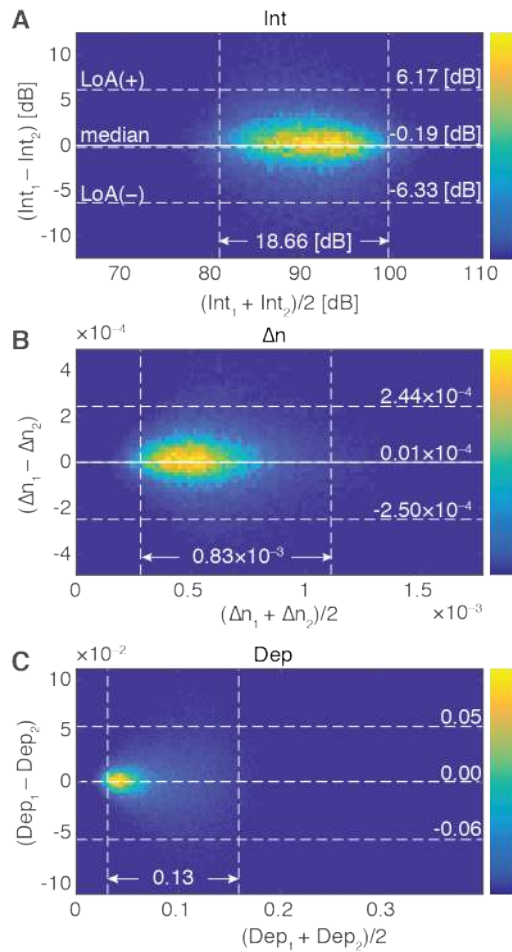 A
Int
10
LoA(+)
6.17 [dB]
5
median
-0.19 [dB]
0
(Int₁ − Int₂) [dB]
-5
LoA(−)
-6.33 [dB]
-10
18.66 [dB]
70 80 90 100 110
(Int₁ + Int₂)/2 [dB]
B
×10⁻⁴
Δn
4
2.44×10⁻⁴
2
0.01×10⁻⁴
0
(Δn₁ − Δn₂)
-2
-2.50×10⁻⁴
-4
0.83×10⁻³
0 0.5 1 1.5
(Δn₁ + Δn₂)/2
×10⁻³
C
×10⁻²
Dep
10
0.05
5
0.00
0
(Dep₁ − Dep₂)
-5
-0.06
-10
0.13
0 0.1 0.2 0.3
(Dep₁ + Dep₂)/2